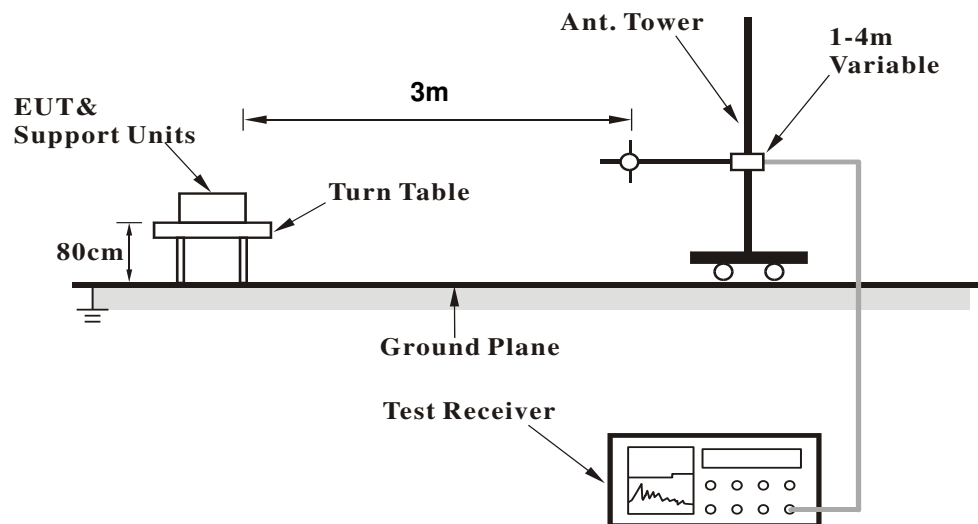 Ant. Tower
1-4m
Variable
3m
EUT&
Support Units
Turn Table
80cm
Ground Plane
Test Receiver